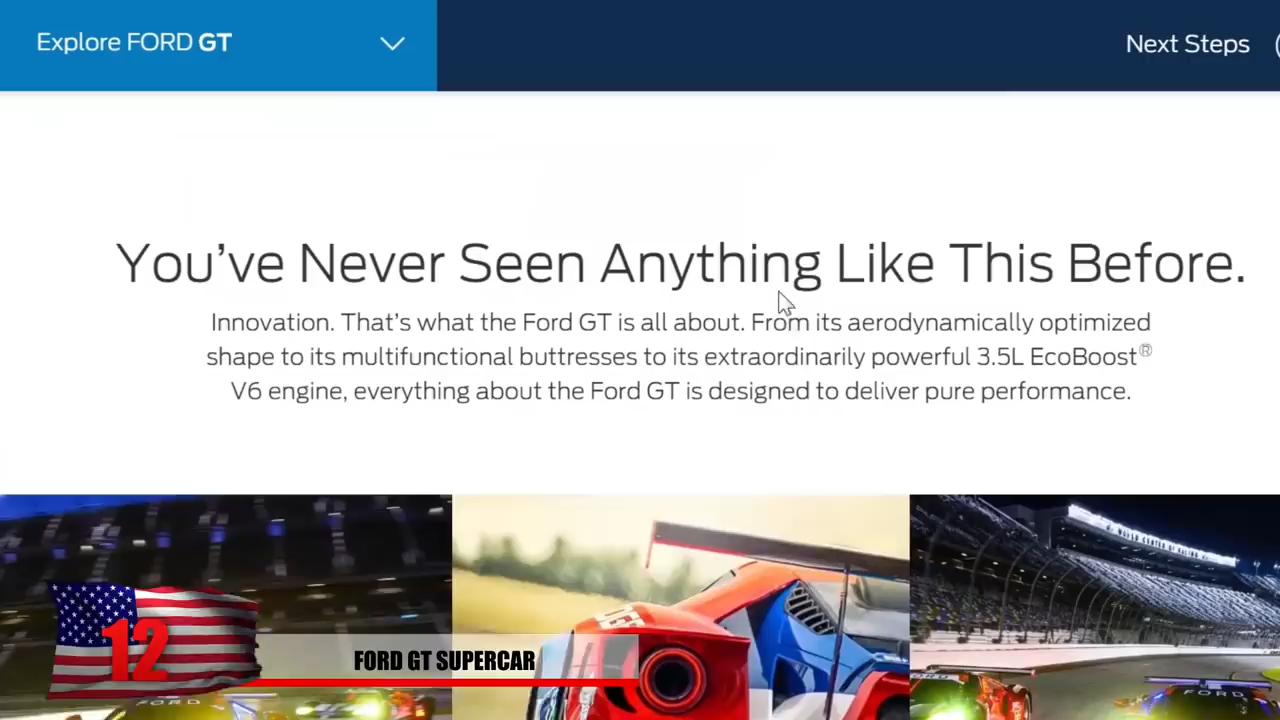 Explore FORD GT
Next Steps
You've Never Seen Anything Like This Before.
Innovation. That's what the Ford GT is all about. From its aerodynamically optimized
shape to its multifunctional buttresses to its extraordinarily powerful 3.5L EcoBoost®
V6 engine, everything about the Ford GT is designed to deliver pure performance.
12
FORD GT SUPERCAR
FORD
FORD